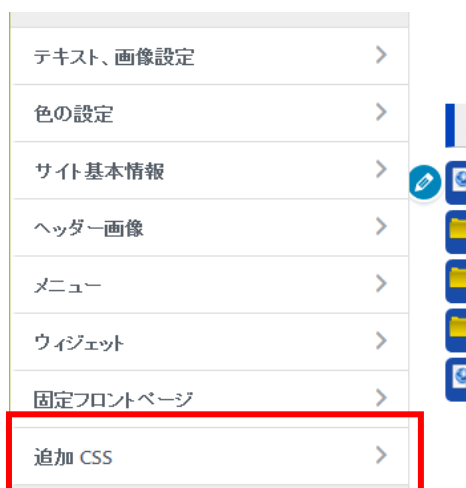 テキスト、画像設定
色の設定
サイト基本情報
ヘッダー画像
メニュー
ウィジェット
固定フロントページ
追加 CSS